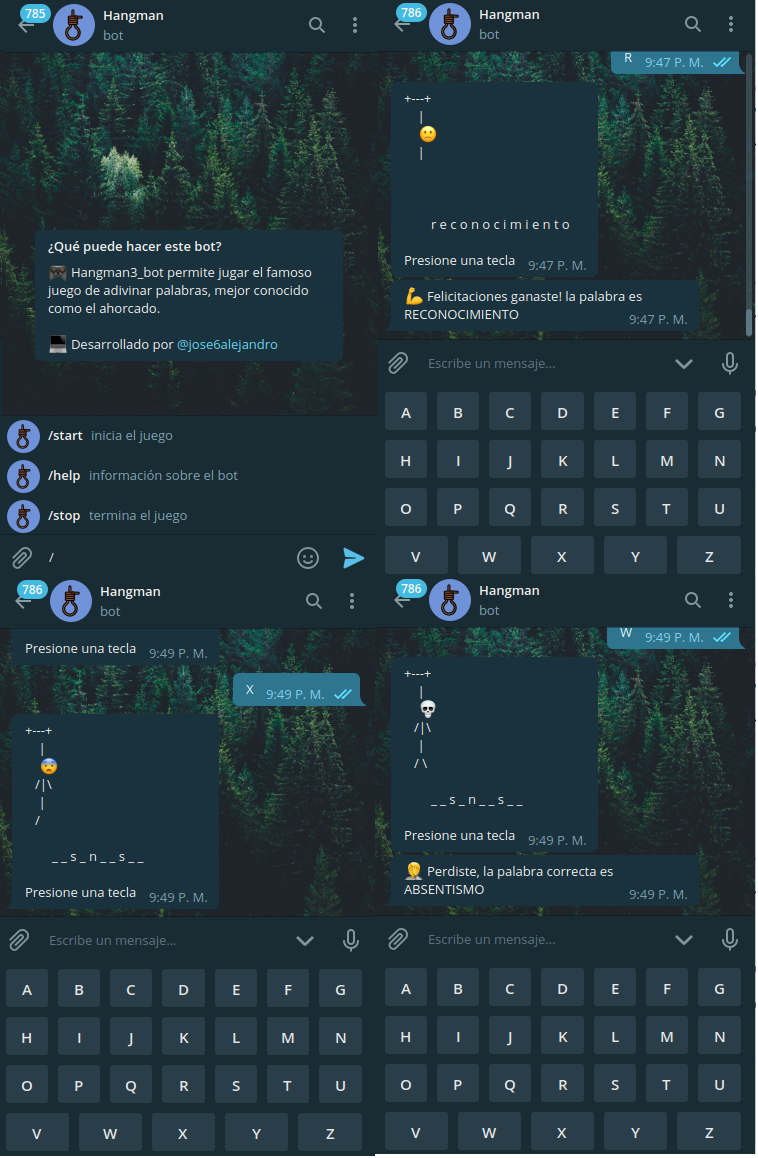 785
Hangman
bot
¿Qué puede hacer este bot?
🎮 Hangman3_bot permite jugar el famoso
juego de adivinar palabras, mejor conocido
como el ahorcado.
💻 Desarrollado por @jose6alejandro
/start inicia el juego
/help información sobre el bot
/stop termina el juego
/
786
Hangman
bot
R 9:47 P. M.
+---+
|
🙁
|
r e c o n o c i m i e n t o
Presione una tecla 9:47 P. M.
💪 Felicitaciones ganaste! la palabra es
RECONOCIMIENTO 9:47 P. M.
Escribe un mensaje...
A B C D E F G
H I J K L M N
O P Q R S T U
V W X Y Z
786
Hangman
bot
Presione una tecla 9:49 P. M.
X 9:49 P. M.
+---+
|
😨
/|\
|
/
_ _ s _ n _ _ s _ _
Presione una tecla 9:49 P. M.
Escribe un mensaje...
A B C D E F G
H I J K L M N
O P Q R S T U
V W X Y Z
786
Hangman
bot
W 9:49 P. M.
+---+
|
💀
/|\
|
/ \
_ _ s _ n _ _ s _ _
Presione una tecla 9:49 P. M.
🤦 Perdiste, la palabra correcta es
ABSENTISMO 9:49 P. M.
Escribe un mensaje...
A B C D E F G
H I J K L M N
O P Q R S T U
V W X Y Z